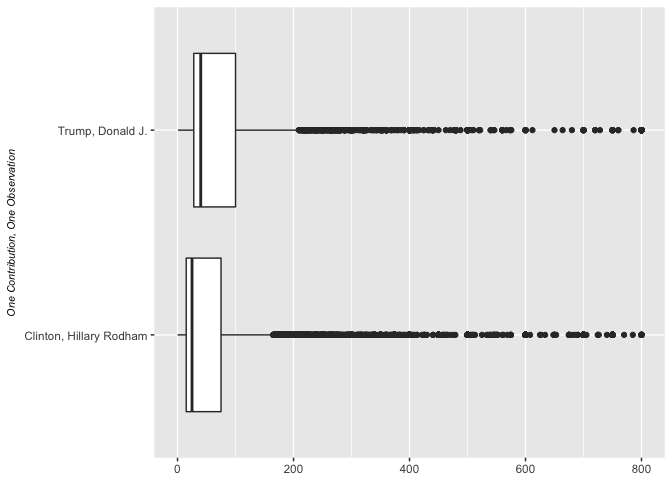 One Contribution, One Observation
Trump, Donald J.
Clinton, Hillary Rodham
0 200 400 600 800